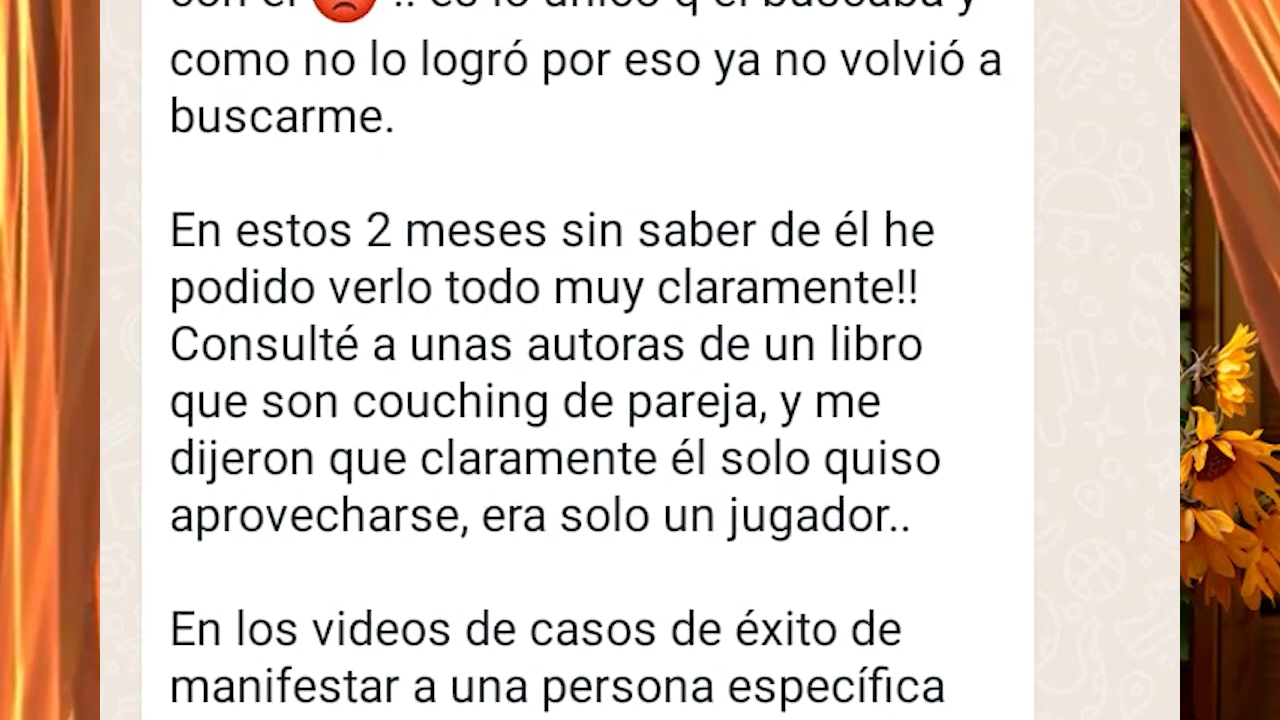 como no lo logró por eso ya no volvió a
buscarme.
En estos 2 meses sin saber de él he
podido verlo todo muy claramente!!
Consulté a unas autoras de un libro
que son couching de pareja, y me
dijeron que claramente él solo quiso
aprovecharse, era solo un jugador..
En los videos de casos de éxito de
manifestar a una persona específica